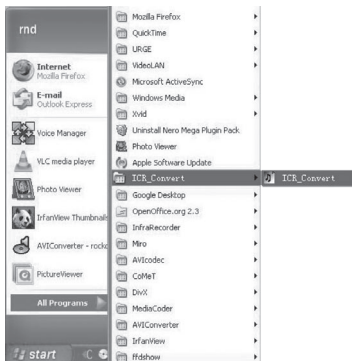 rnd
Internet
Mozilla Firefox
E-mail
Outlook Express
Voice Manager
VLC media player
Photo Viewer
IrfanView Thumbnails
AVIConverter - rockc
PictureViewer
All Programs
start
Mozilla Firefox
QuickTime
URGE
VideoLAN
Microsoft ActiveSync
Windows Media
Xvid
Uninstall Nero Mega Plugin Pack
Photo Viewer
Apple Software Update
ICR_Convert
Google Desktop
OpenOffice.org 2.3
InfraRecorder
Miro
AVIcodec
CoMeT
DivX
MediaCoder
AVIConverter
IrfanView
ffdshow
ICR_Convert